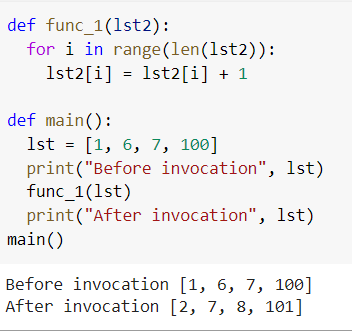 def func_1(lst2):
  for i in range(len(lst2)):
    lst2[i] = lst2[i] + 1

def main():
  lst = [1, 6, 7, 100]
  print("Before invocation", lst)
  func_1(lst)
  print("After invocation", lst)
main()

Before invocation [1, 6, 7, 100]
After invocation [2, 7, 8, 101]